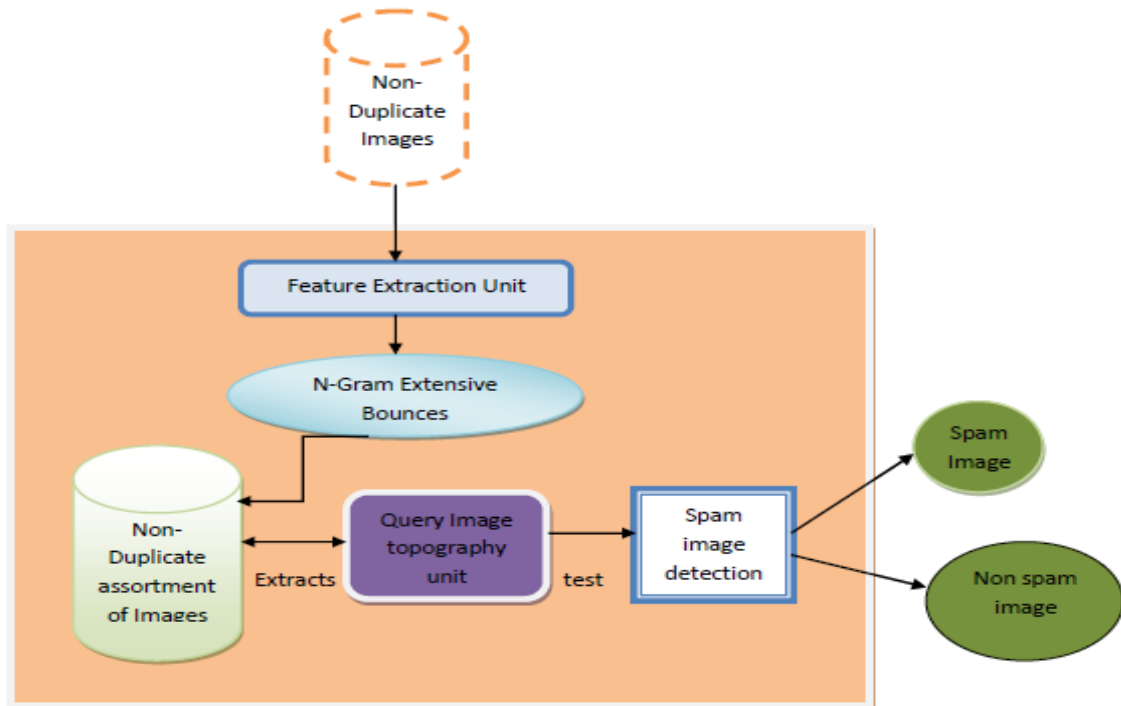 Non-
Duplicate
Images
Feature Extraction Unit
N-Gram Extensive
Bounces
Non-
Duplicate
assortment
of Images
Extracts
Query Image
topography
unit
test
Spam
image
detection
Spam
Image
Non spam
image